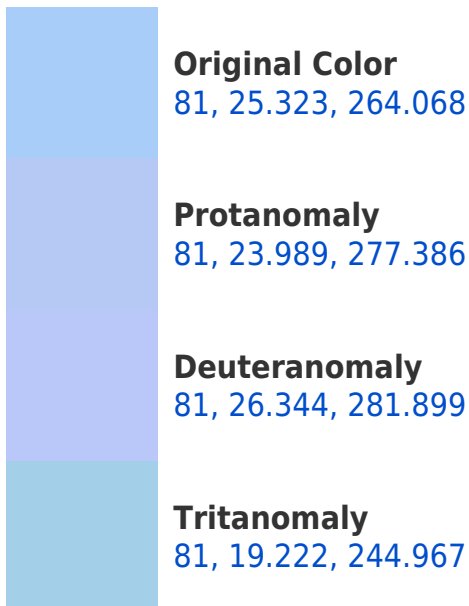 Original Color
81, 25.323, 264.068
Protanomaly
81, 23.989, 277.386
Deuteranomaly
81, 26.344, 281.899
Tritanomaly
81, 19.222, 244.967